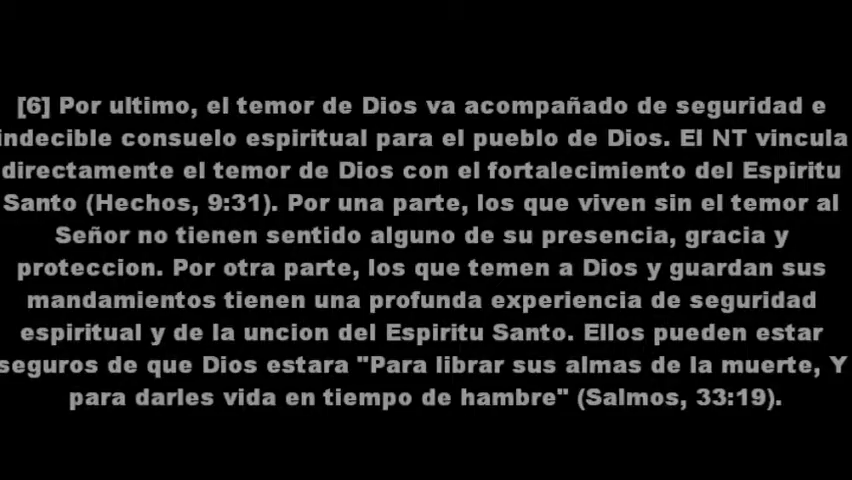 [6] Por ultimo, el temor de Dios va acompañado de seguridad e
indecible consuelo espiritual para el pueblo de Dios. El NT vincula
directamente el temor de Dios con el fortalecimiento del Espiritu
Santo (Hechos, 9:31). Por una parte, los que viven sin el temor al
Señor no tienen sentido alguno de su presencia, gracia y
proteccion. Por otra parte, los que temen a Dios y guardan sus
mandamientos tienen una profunda experiencia de seguridad
espiritual y de la uncion del Espiritu Santo. Ellos pueden estar
seguros de que Dios estara "Para librar sus almas de la muerte, Y
para darles vida en tiempo de hambre" (Salmos, 33:19).